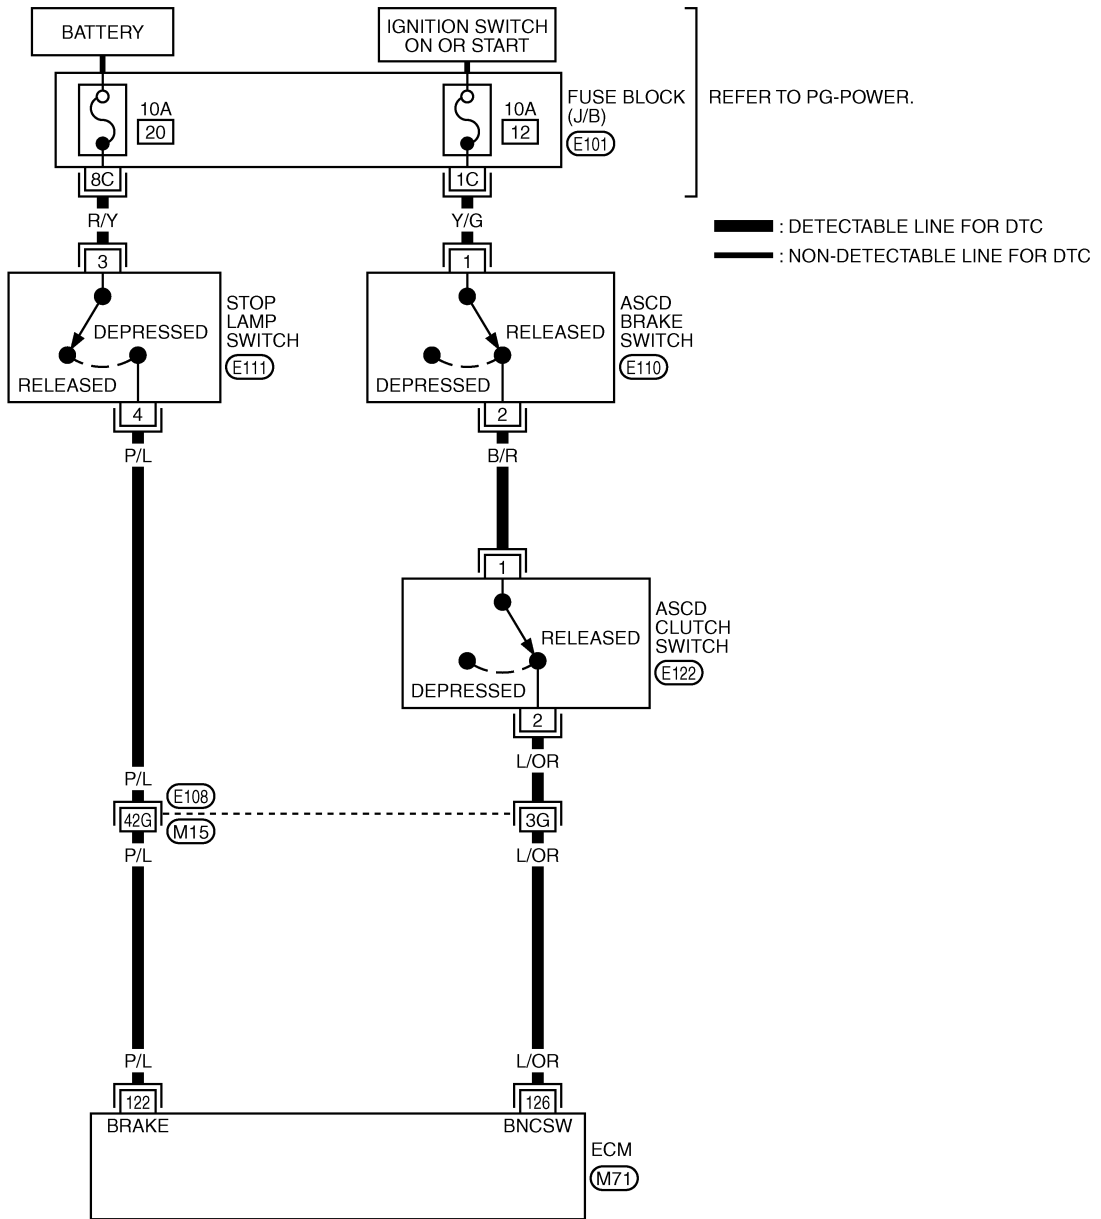 BATTERY
IGNITION SWITCH
ON OR START
10A
20
10A
12
FUSE BLOCK
(J/B)
E101
REFER TO PG-POWER.
8C
1C
R/Y
Y/G
: DETECTABLE LINE FOR DTC
: NON-DETECTABLE LINE FOR DTC
3
1
DEPRESSED
RELEASED
STOP
LAMP
SWITCH
E111
RELEASED
DEPRESSED
ASCD
BRAKE
SWITCH
E110
4
2
P/L
B/R
1
RELEASED
DEPRESSED
ASCD
CLUTCH
SWITCH
E122
2
L/OR
P/L
E108
42G
M15
3G
P/L
L/OR
P/L
L/OR
122
126
BRAKE
BNCSW
ECM
M71